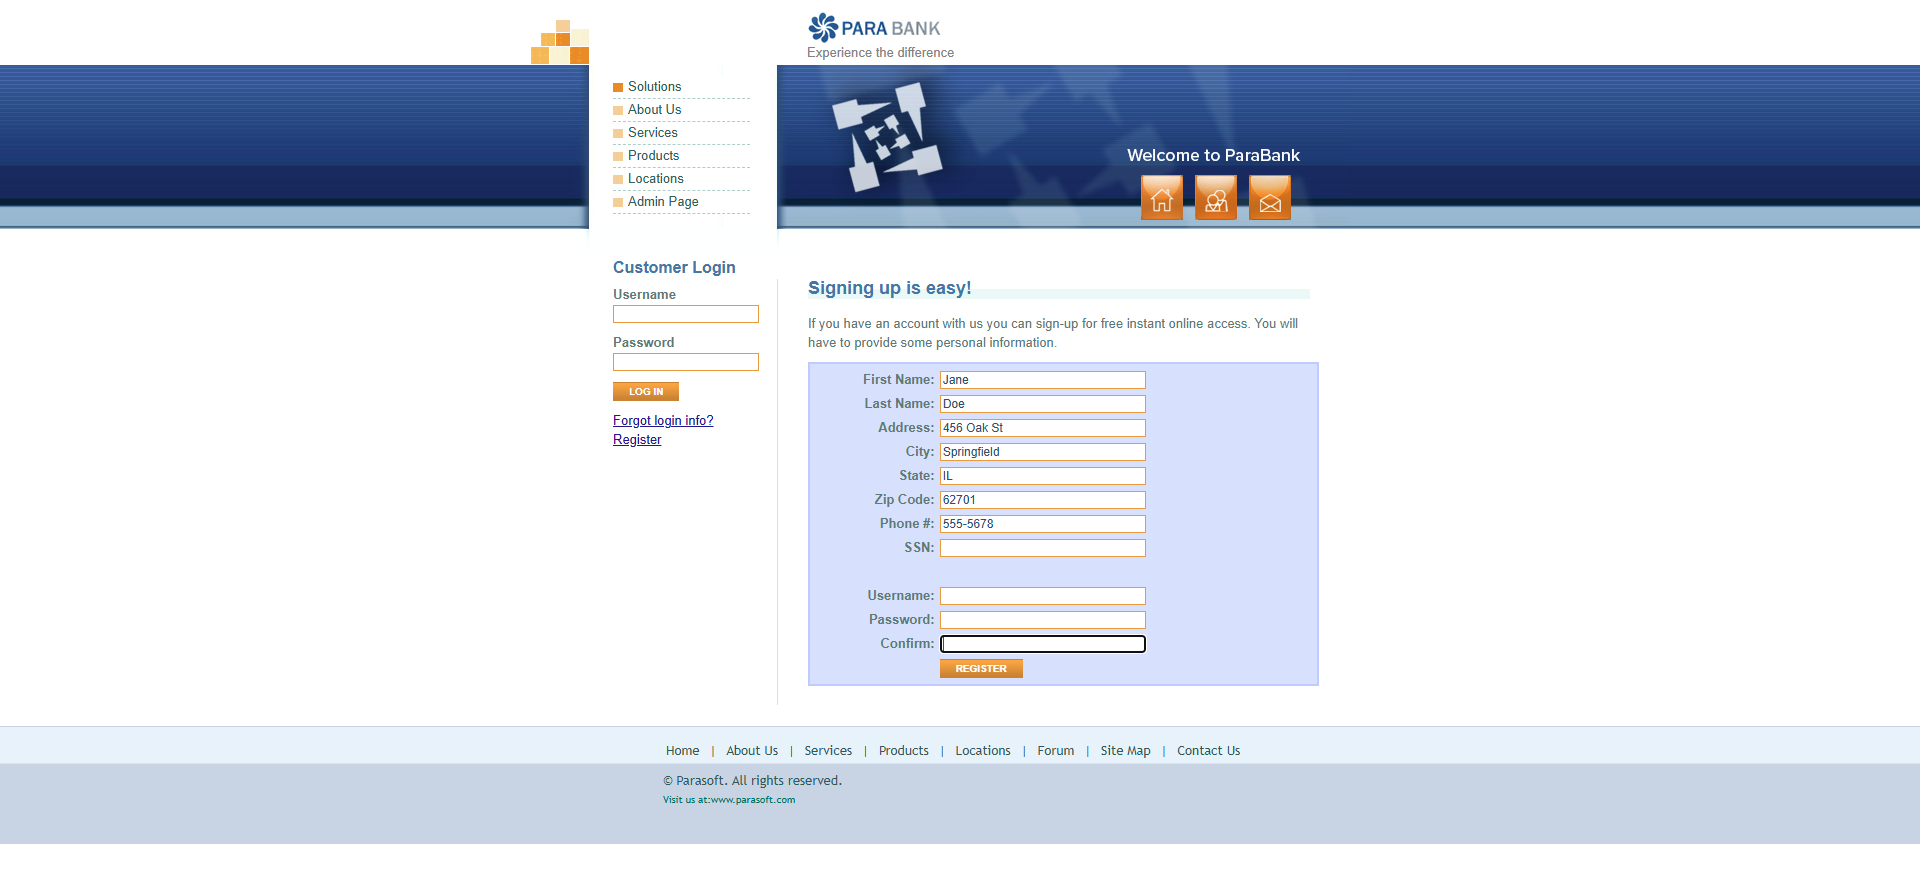 PARA BANK
Experience the difference
Solutions
About Us
Services
Products
Locations
Admin Page
Welcome to ParaBank
Customer Login
Username
Password
LOG IN
Forgot login info?
Register
Signing up is easy!
If you have an account with us you can sign-up for free instant online access. You will
have to provide some personal information.
First Name: Jane
Last Name: Doe
Address: 456 Oak St
City: Springfield
State: IL
Zip Code: 62701
Phone #: 555-5678
SSN:
Username:
Password:
Confirm:
REGISTER
Home | About Us | Services | Products | Locations | Forum | Site Map | Contact Us
© Parasoft. All rights reserved.
Visit us at:www.parasoft.com